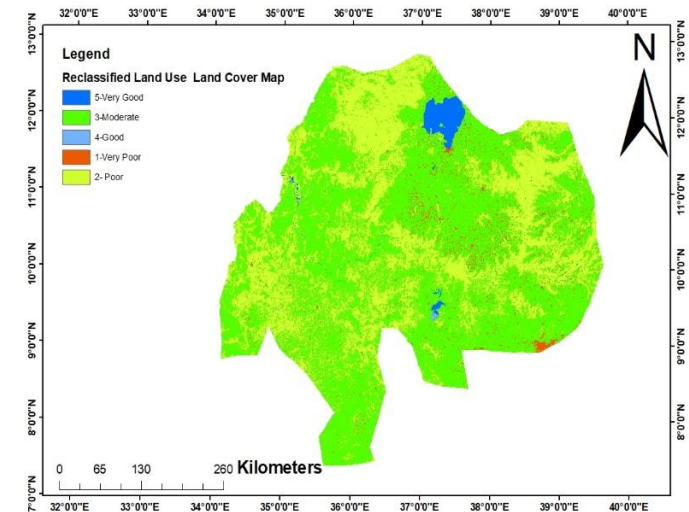 32°0'0"E 33°0'0"E 34°0'0"E 35°0'0"E 36°0'0"E 37°0'0"E 38°0'0"E 39°0'0"E 40°0'0"E
N
Legend
Reclassified Land Use Land Cover Map
5-Very Good
3-Moderate
4-Good
1-Very Poor
2- Poor
13°0'0"N
12°0'0"N
11°0'0"N
10°0'0"N
9°0'0"N
8°0'0"N
7°0'0"N
13°0'0"N
12°0'0"N
11°0'0"N
10°0'0"N
9°0'0"N
8°0'0"N
0 65 130 260 Kilometers
32°0'0"E 33°0'0"E 34°0'0"E 35°0'0"E 36°0'0"E 37°0'0"E 38°0'0"E 39°0'0"E 40°0'0"E